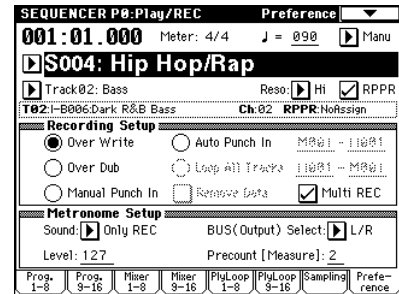 SEQUENCER P0:Play/REC Preference
001:01.000 Meter: 4/4 ♩ = 090 Manu
S004: Hip Hop/Rap
Track02: Bass Reso: Hi RPPR
T02:I-B006:Dark R&B Bass Ch:02 RPPR:NoAssign
Recording Setup
Over Write Auto Punch In M001 - M001
Over Dub Loop All Tracks M001 - M001
Manual Punch In Remove Data Multi REC
Metronome Setup
Sound: Only REC BUS(Output) Select: L/R
Level: 127 Precount [Measure]: 2
Prog. 1-8 Prog. 9-16 Mixer 1-8 Mixer 9-16 PlyLoop 1-8 PlyLoop 9-16 Sampling Prefe-rence